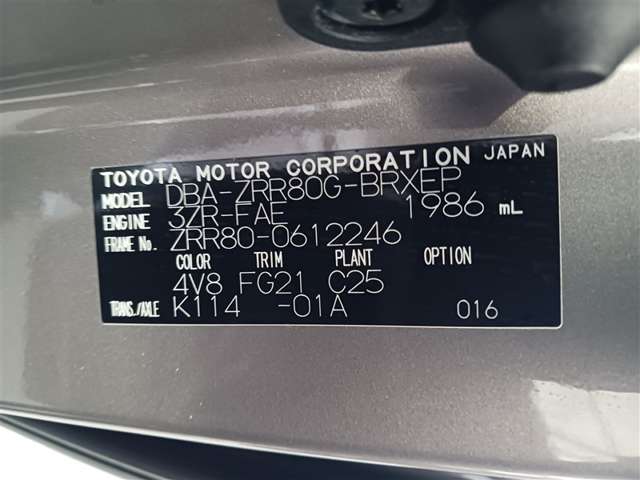 TOYOTA MOTOR CORPORATION JAPAN
MODEL DBA-ZRR80G-BRXEP
ENGINE 3ZR-FAE 1986 mL
FRAME No. ZRR80-0612246
COLOR TRIM PLANT OPTION
4V8 FG21 C25
TRANS./AXLE K114 -01A 016